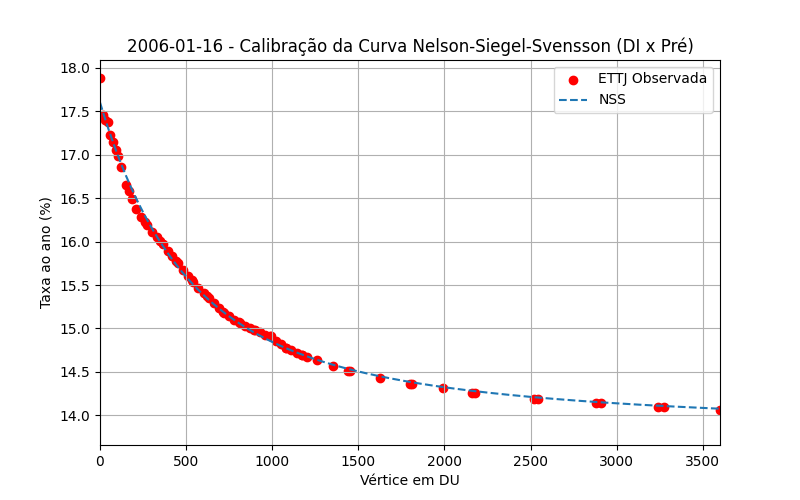 2006-01-16 - Calibração da Curva Nelson-Siegel-Svensson (DI x Pré)
ETTJ Observada
NSS
Taxa ao ano (%)
18.0
17.5
17.0
16.5
16.0
15.5
15.0
14.5
14.0
0 500 1000 1500 2000 2500 3000 3500
Vértice em DU